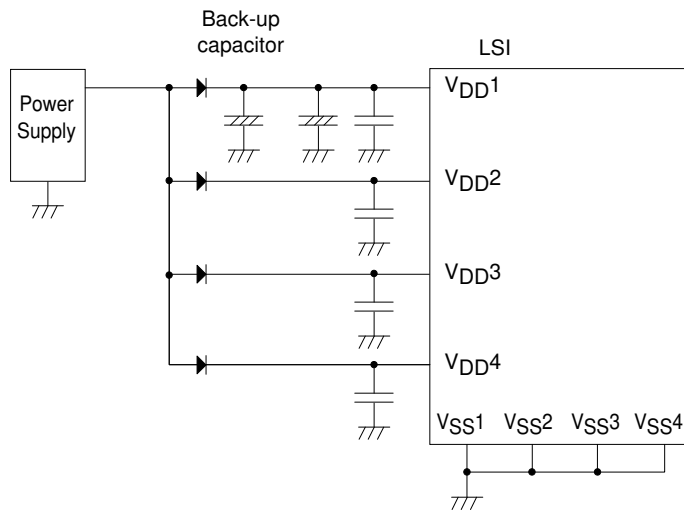 Back-up
capacitor
LSI
Power
Supply
VDD1
VDD2
VDD3
VDD4
VSS1 VSS2 VSS3 VSS4